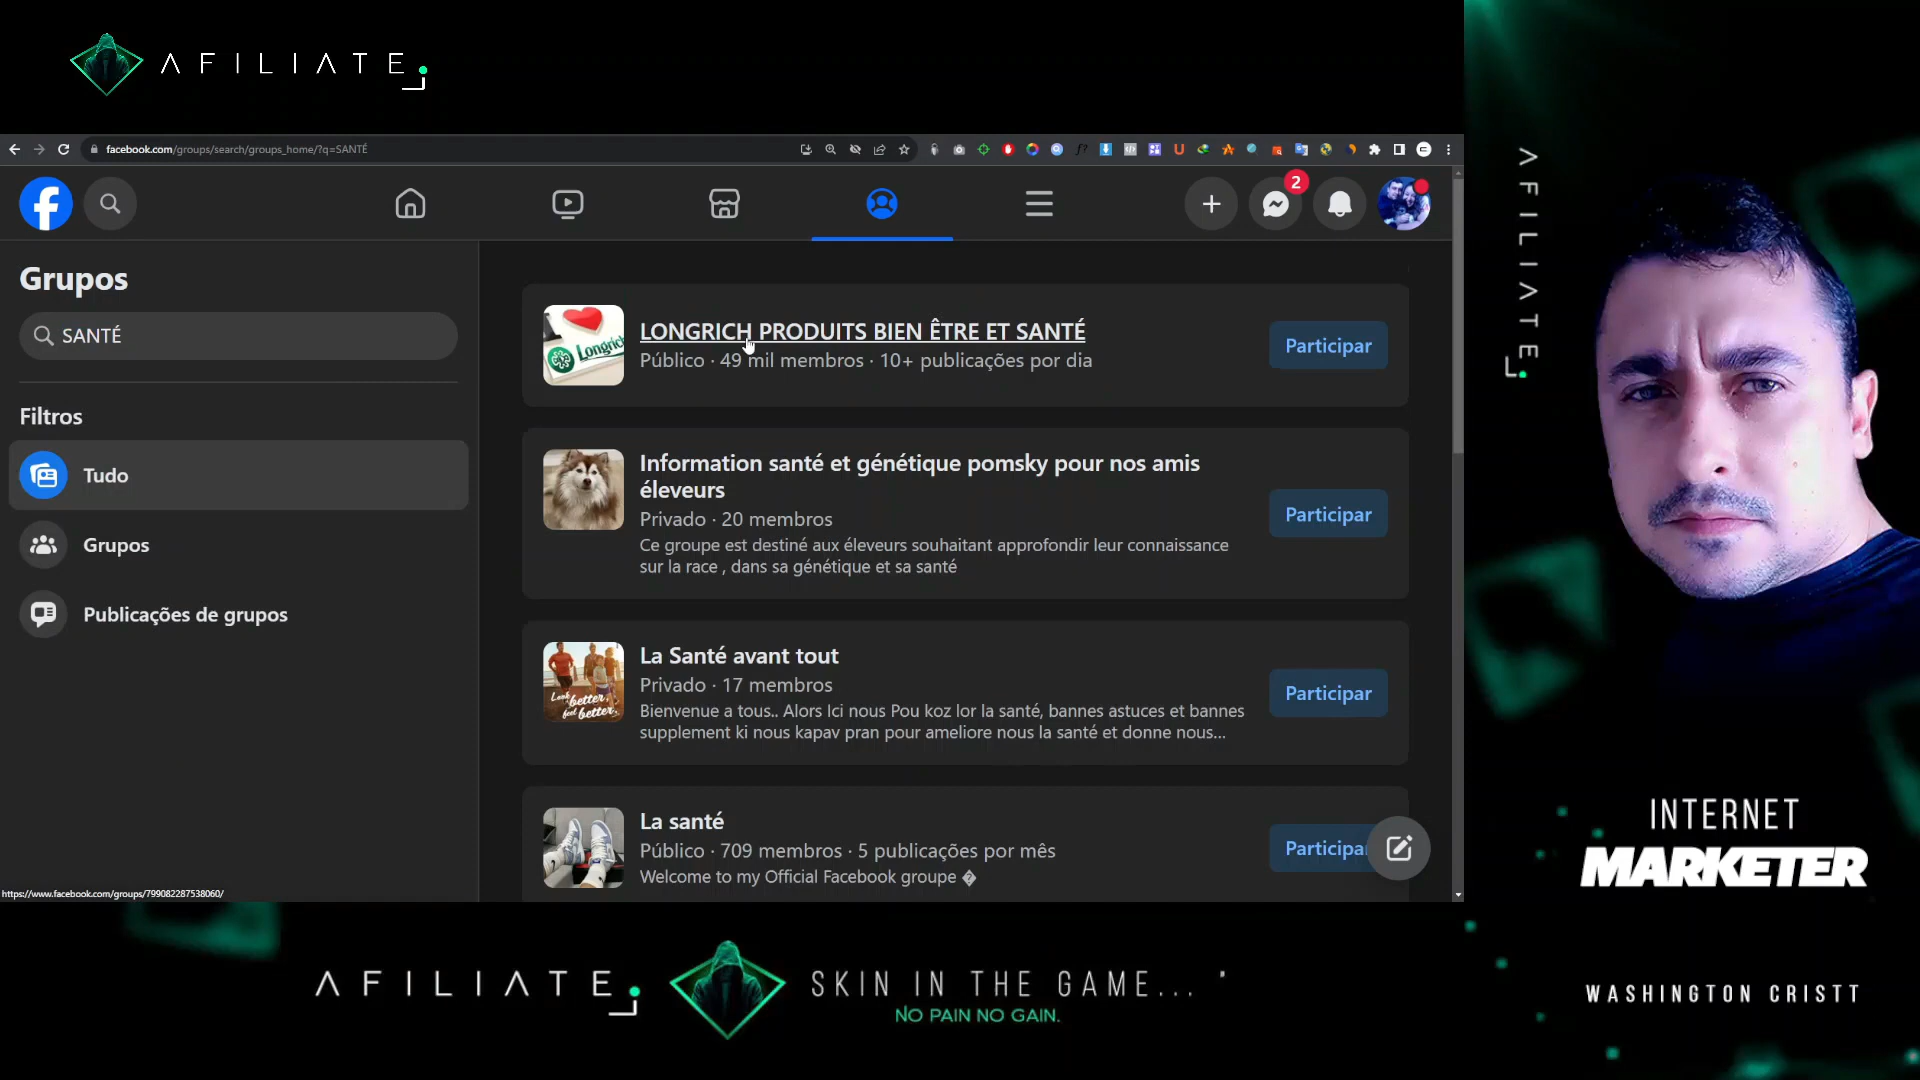 AFILIATE
facebook.com/groups/search/groups_home/?q=SANTÉ
2
Grupos
SANTÉ
Filtros
Tudo
Grupos
Publicações de grupos
LONGRICH PRODUITS BIEN ÊTRE ET SANTÉ
Público · 49 mil membros · 10+ publicações por dia
Participar
Longrich
Information santé et génétique pomsky pour nos amis
éleveurs
Privado · 20 membros
Ce groupe est destiné aux éleveurs souhaitant approfondir leur connaissance
sur la race , dans sa génétique et sa santé
Participar
La Santé avant tout
Privado · 17 membros
Bienvenue a tous.. Alors Ici nous Pou koz lor la santé, bannes astuces et bannes
supplement ki nous kapav pran pour ameliore nous la santé et donne nous...
Participar
Look better,
feel better.
La santé
Público · 709 membros · 5 publicações por mês
Welcome to my Official Facebook groupe �
Participar
https://www.facebook.com/groups/799082287538060/
AFILIATE
INTERNET
MARKETER
WASHINGTON CRISTT
AFILIATE
SKIN IN THE GAME... "
NO PAIN NO GAIN.